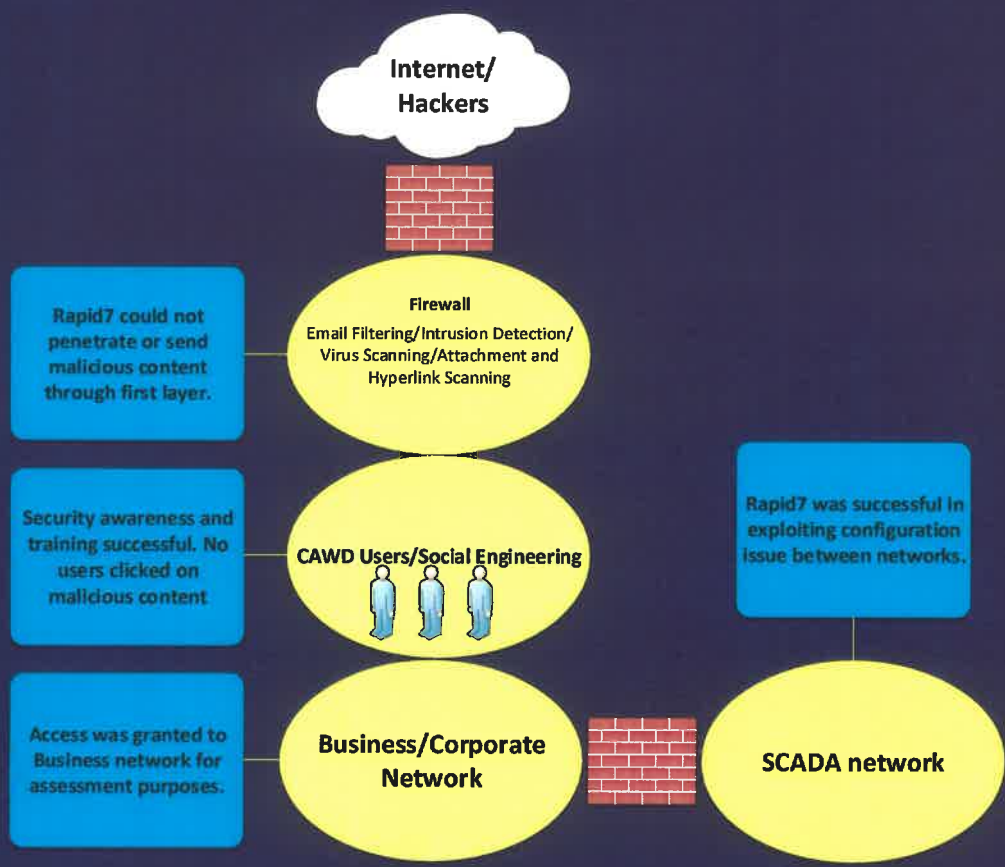 Internet/
Hackers
Firewall
Email Filtering/Intrusion Detection/
Virus Scanning/Attachment and
Hyperlink Scanning
Rapid7 could not
penetrate or send
malicious content
through first layer.
CAWD Users/Social Engineering
Security awareness and
training successful. No
users clicked on
malicious content
Rapid7 was successful in
exploiting configuration
issue between networks.
Business/Corporate
Network
Access was granted to
Business network for
assessment purposes.
SCADA network